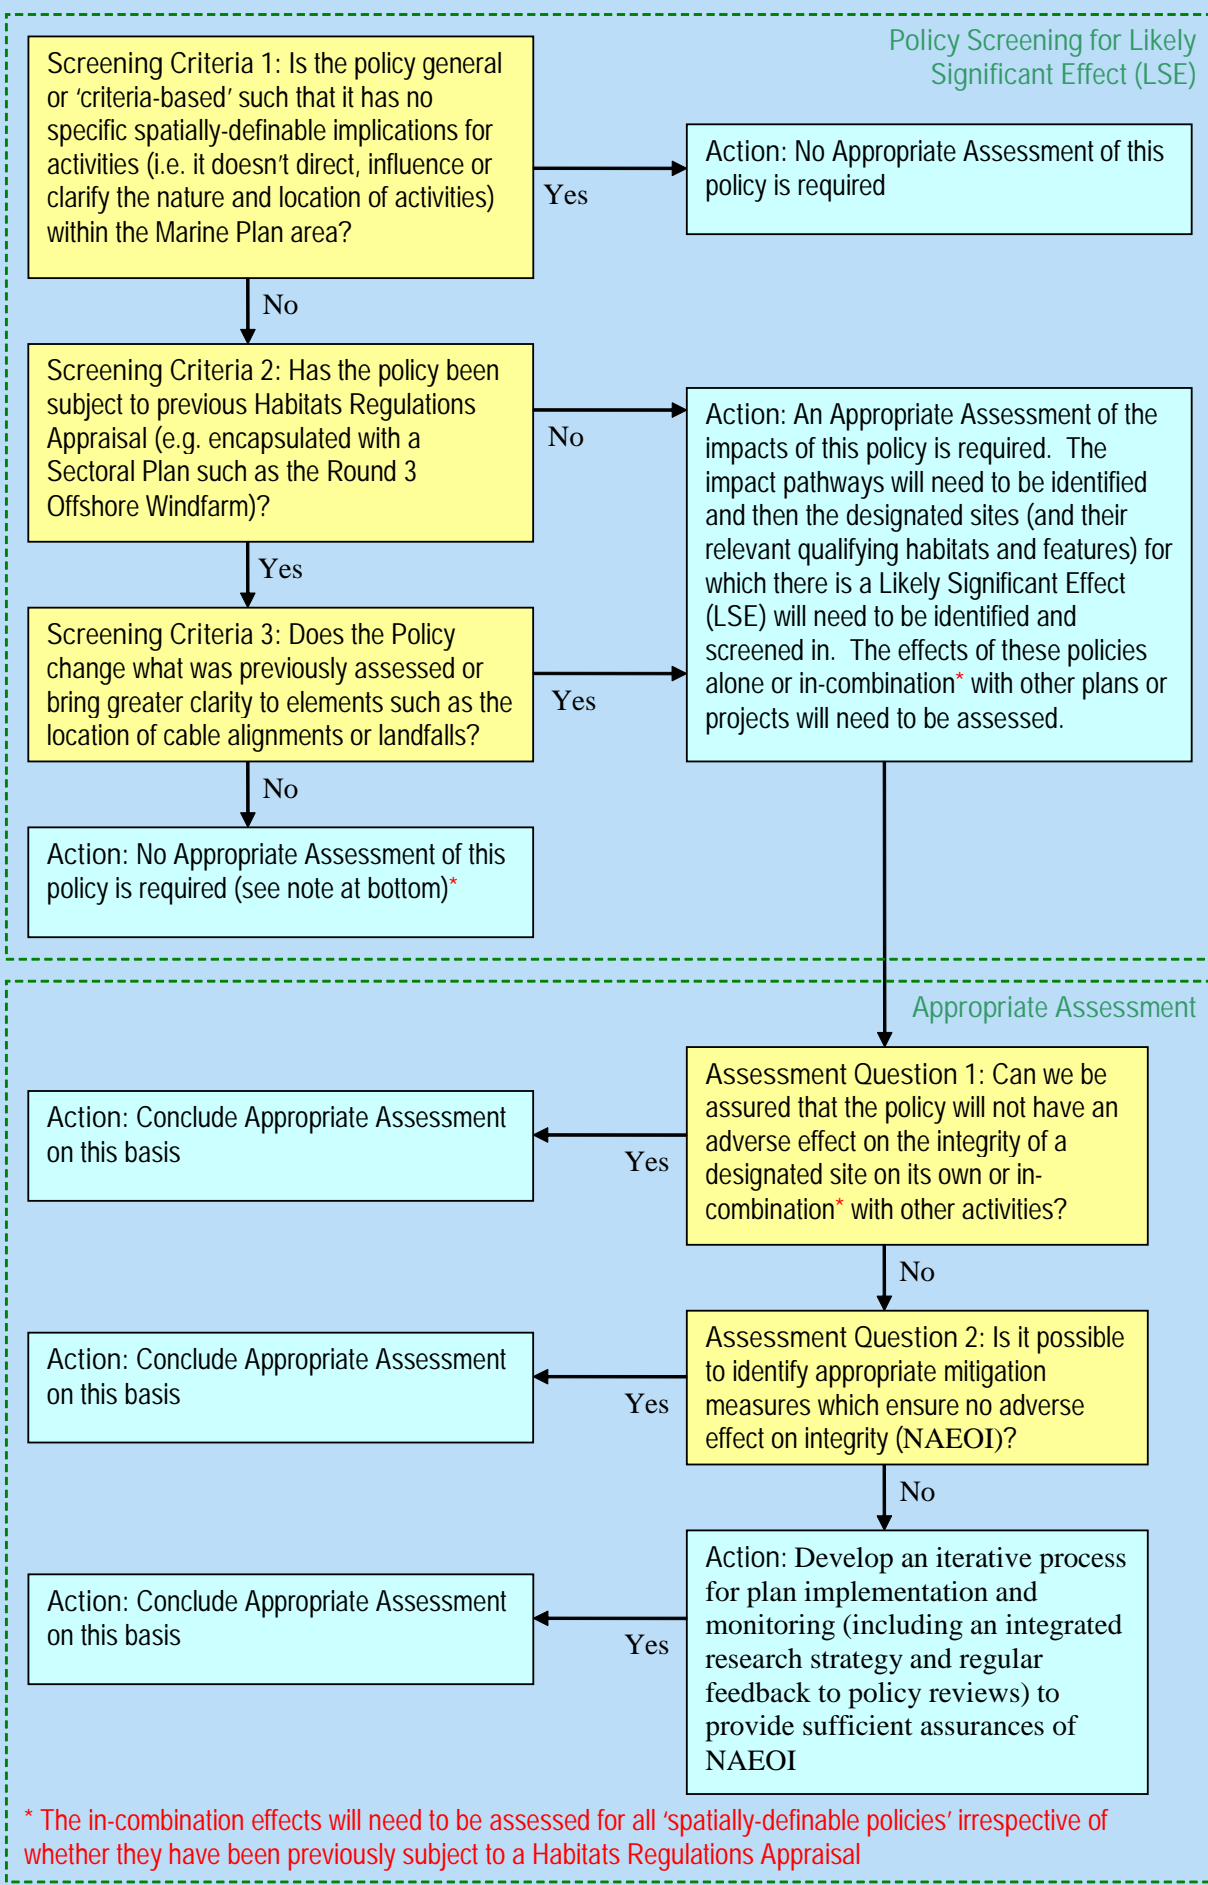 Policy Screening for Likely
Significant Effect (LSE)
Screening Criteria 1: Is the policy general
or ‘criteria-based’ such that it has no
specific spatially-definable implications for
activities (i.e. it doesn't direct, influence or
clarify the nature and location of activities)
within the Marine Plan area?
Yes
Action: No Appropriate Assessment of this
policy is required
No
Screening Criteria 2: Has the policy been
subject to previous Habitats Regulations
Appraisal (e.g. encapsulated with a
Sectoral Plan such as the Round 3
Offshore Windfarm)?
No
Action: An Appropriate Assessment of the
impacts of this policy is required. The
impact pathways will need to be identified
and then the designated sites (and their
relevant qualifying habitats and features) for
which there is a Likely Significant Effect
(LSE) will need to be identified and
screened in. The effects of these policies
alone or in-combination* with other plans or
projects will need to be assessed.
Yes
Screening Criteria 3: Does the Policy
change what was previously assessed or
bring greater clarity to elements such as the
location of cable alignments or landfalls?
Yes
No
Action: No Appropriate Assessment of this
policy is required (see note at bottom)*
Appropriate Assessment
Assessment Question 1: Can we be
assured that the policy will not have an
adverse effect on the integrity of a
designated site on its own or in-
combination* with other activities?
Yes
Action: Conclude Appropriate Assessment
on this basis
No
Assessment Question 2: Is it possible
to identify appropriate mitigation
measures which ensure no adverse
effect on integrity (NAEOI)?
Yes
Action: Conclude Appropriate Assessment
on this basis
No
Action: Develop an iterative process
for plan implementation and
monitoring (including an integrated
research strategy and regular
feedback to policy reviews) to
provide sufficient assurances of
NAEOI
Yes
Action: Conclude Appropriate Assessment
on this basis
* The in-combination effects will need to be assessed for all ‘spatially-definable policies’ irrespective of
whether they have been previously subject to a Habitats Regulations Appraisal